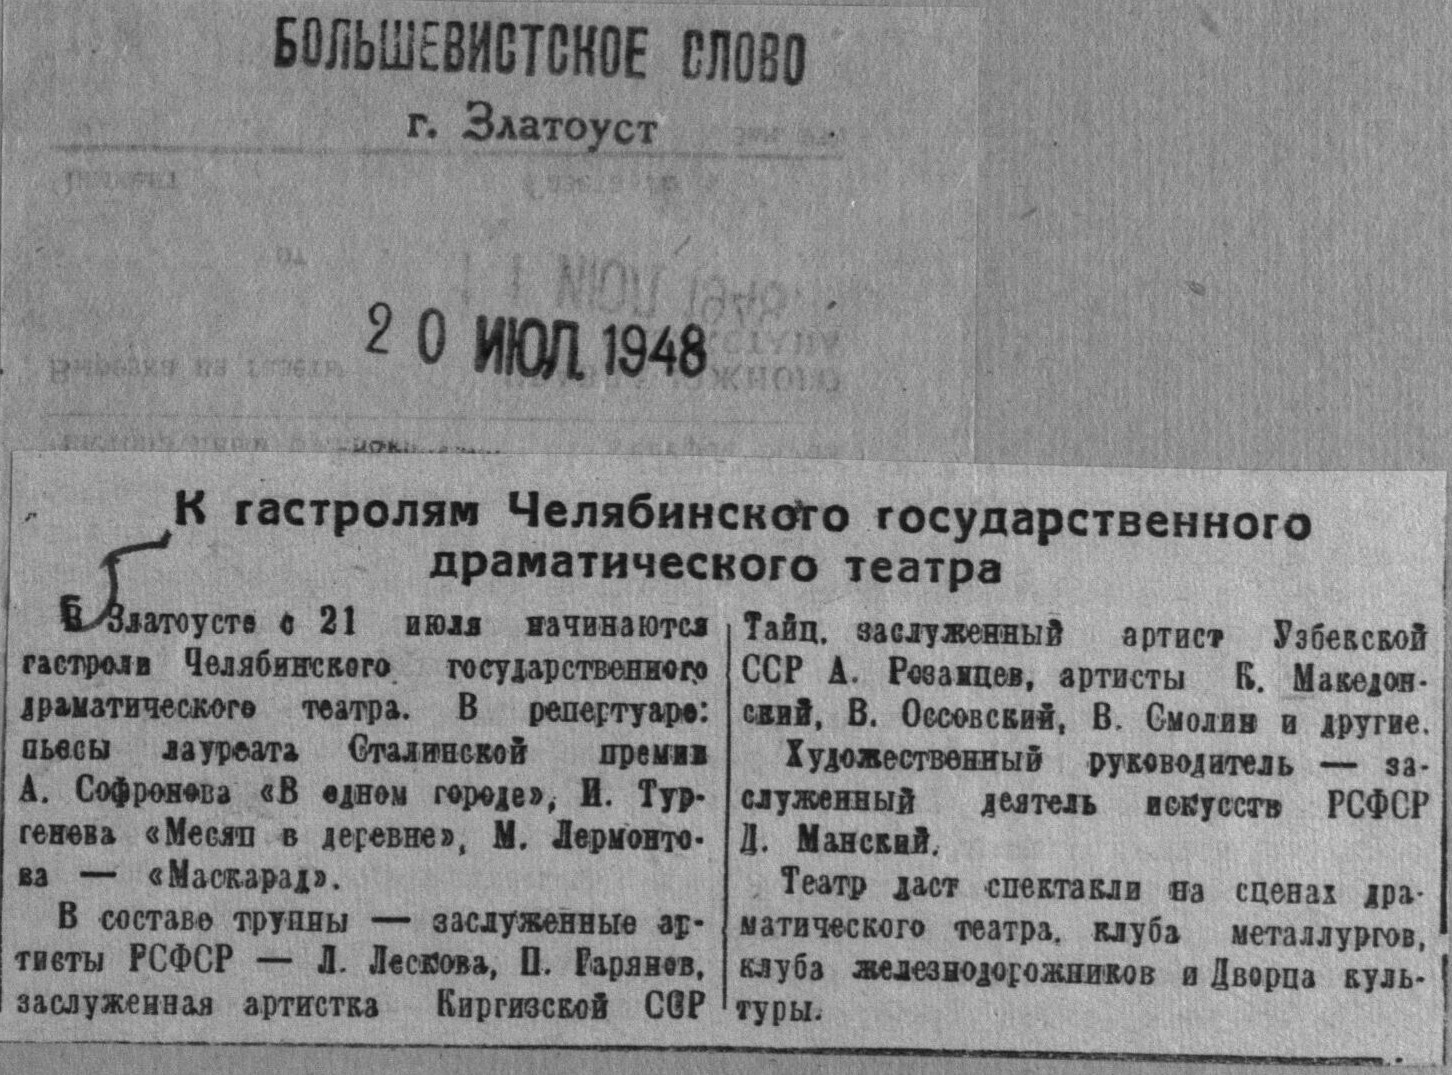 БОЛЬШЕВИСТСКОЕ СЛОВО
г. Златоуст
20 ИЮЛ. 1948
К гастролям Челябинского государственного
драматического театра
В Златоусте с 21 июля начинаются
гастроли Челябинского государственного
драматического театра. В репертуаре:
пьесы лауреата Сталинской премии
А. Софронова «В одном городе», И. Тур-
генева «Месяц в деревне», М. Лермонто-
ва — «Маскарад».
В составе труппы — заслуженные ар-
тисты РСФСР — Л. Лескова, П. Гарянов,
заслуженная артистка Киргизской ССР
Тайц, заслуженный артист Узбекской
ССР А. Розанцев, артисты К. Македон-
ский, В. Оссовский, В. Смолин и другие.
Художественный руководитель — за-
служенный деятель искусств РСФСР
Д. Манский.
Театр даст спектакли на сценах дра-
матического театра, клуба металлургов,
клуба железнодорожников и Дворца куль-
туры.